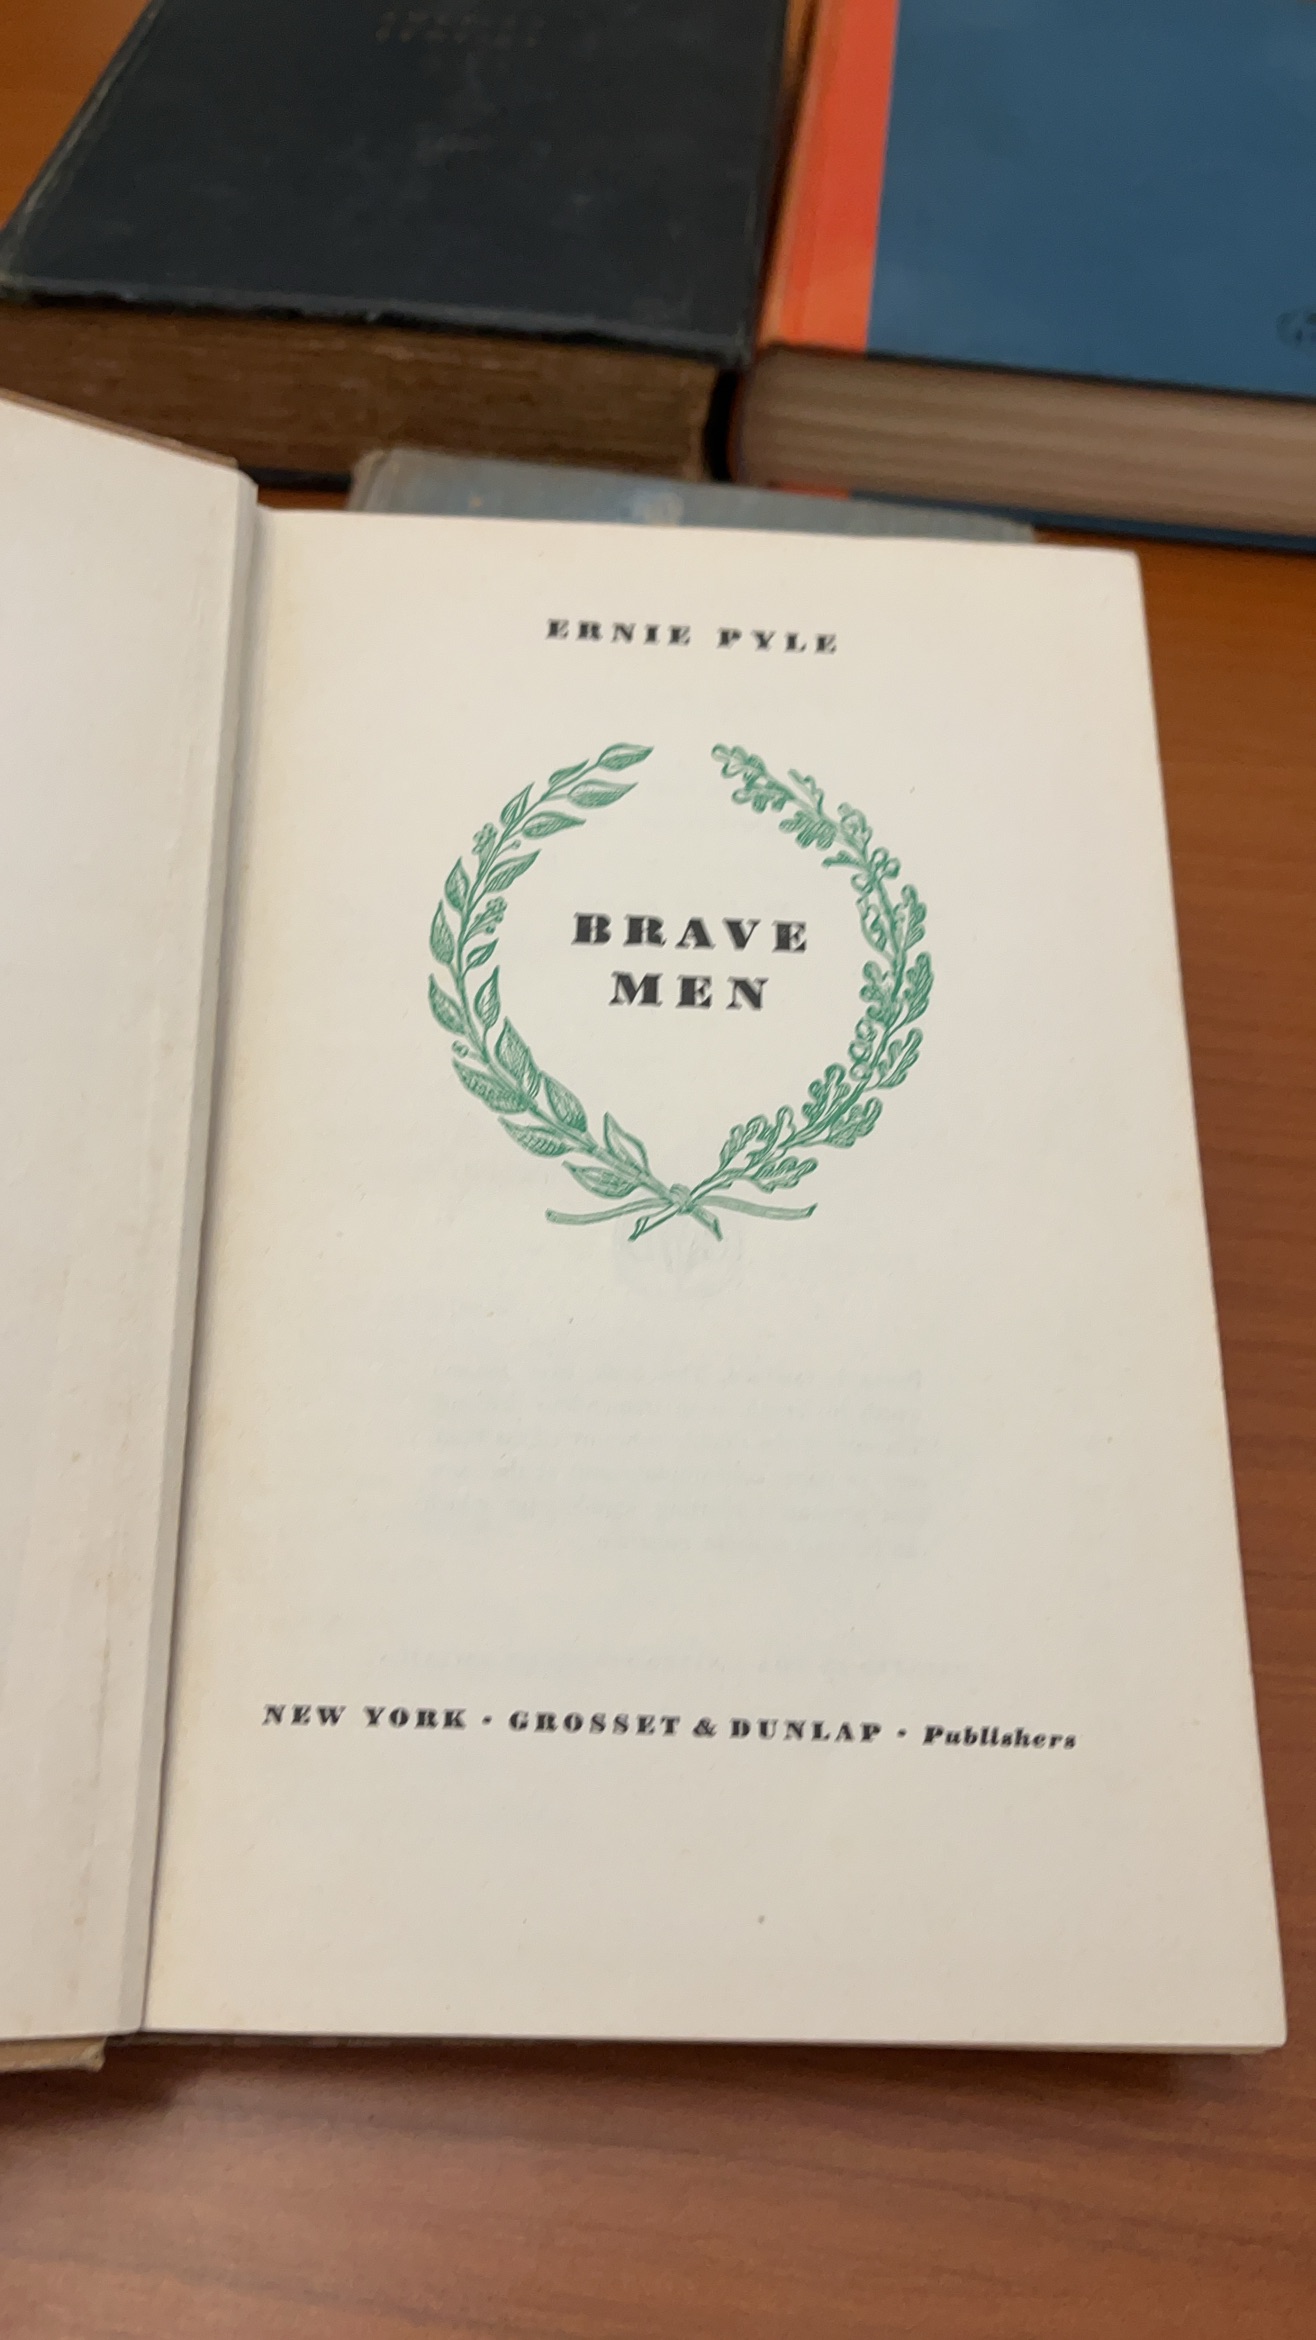 ERNIE PYLE
BRAVE
MEN
NEW YORK • GROSSET & DUNLAP • Publishers